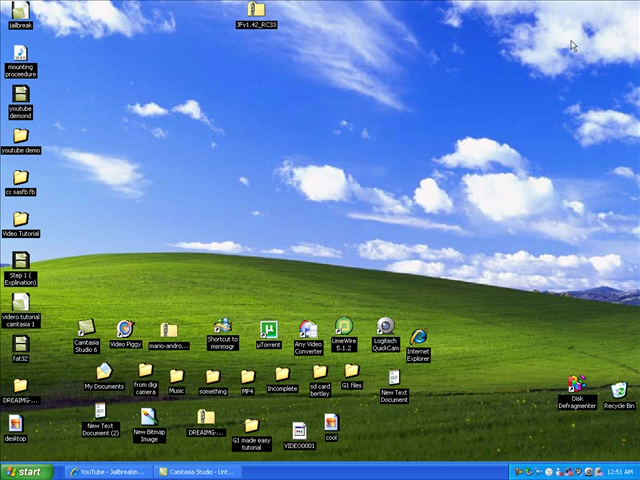 jailbreak
JFv1.42_RC33
mounting
proceedure
youtube
demond
youtube demo
cc sasfb fb
Video Tutorial
Step 1 (
Explination)
videro tutorial
camtasia 1
fat32
DREAIMG-...
desktop
Camtasia
Studio 6
Video Piggy
mario-andro...
Shortcut to
msnmsgr
µTorrent
Any Video
Converter
LimeWire
5.1.2
Logitech
QuickCam
Internet
Explorer
My Documents
from digi
camera
Music
something
MP4
Incomplete
sd card
bertley
G1 files
New Text
Document
Disk
Defragmenter
Recycle Bin
New Text
Document (2)
New Bitmap
Image
DREAIMG-...
G1 made easy
tutorial
VIDEO0001
cool
start
YouTube - Jailbreakin...
Camtasia Studio - Unt...
12:51 AM